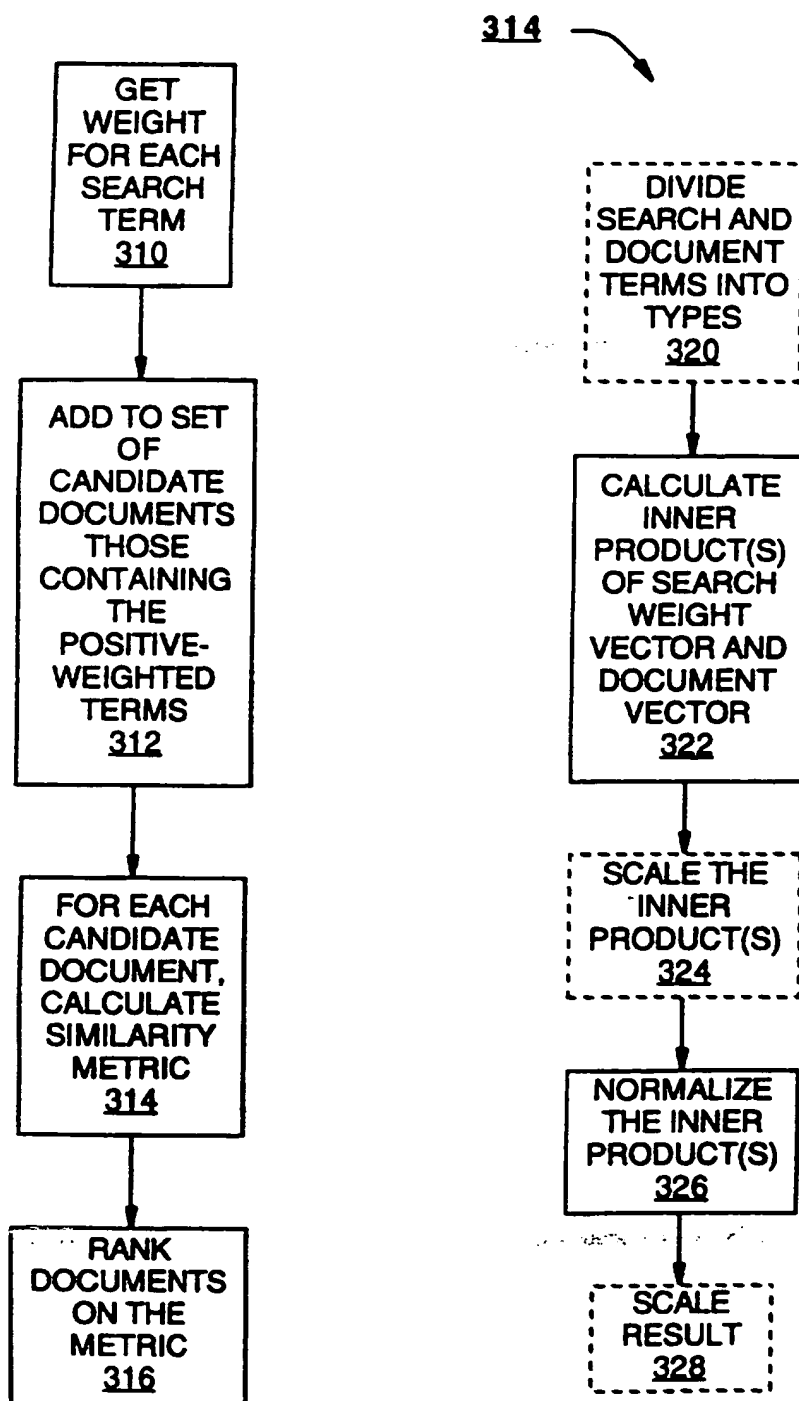 GET
WEIGHT
FOR EACH
SEARCH
TERM
310
ADD TO SET
OF
CANDIDATE
DOCUMENTS
THOSE
CONTAINING
THE
POSITIVE-
WEIGHTED
TERMS
312
FOR EACH
CANDIDATE
DOCUMENT,
CALCULATE
SIMILARITY
METRIC
314
RANK
DOCUMENTS
ON THE
METRIC
316
314
DIVIDE
SEARCH AND
DOCUMENT
TERMS INTO
TYPES
320
CALCULATE
INNER
PRODUCT(S)
OF SEARCH
WEIGHT
VECTOR AND
DOCUMENT
VECTOR
322
SCALE THE
INNER
PRODUCT(S)
324
NORMALIZE
THE INNER
PRODUCT(S)
326
SCALE
RESULT
328